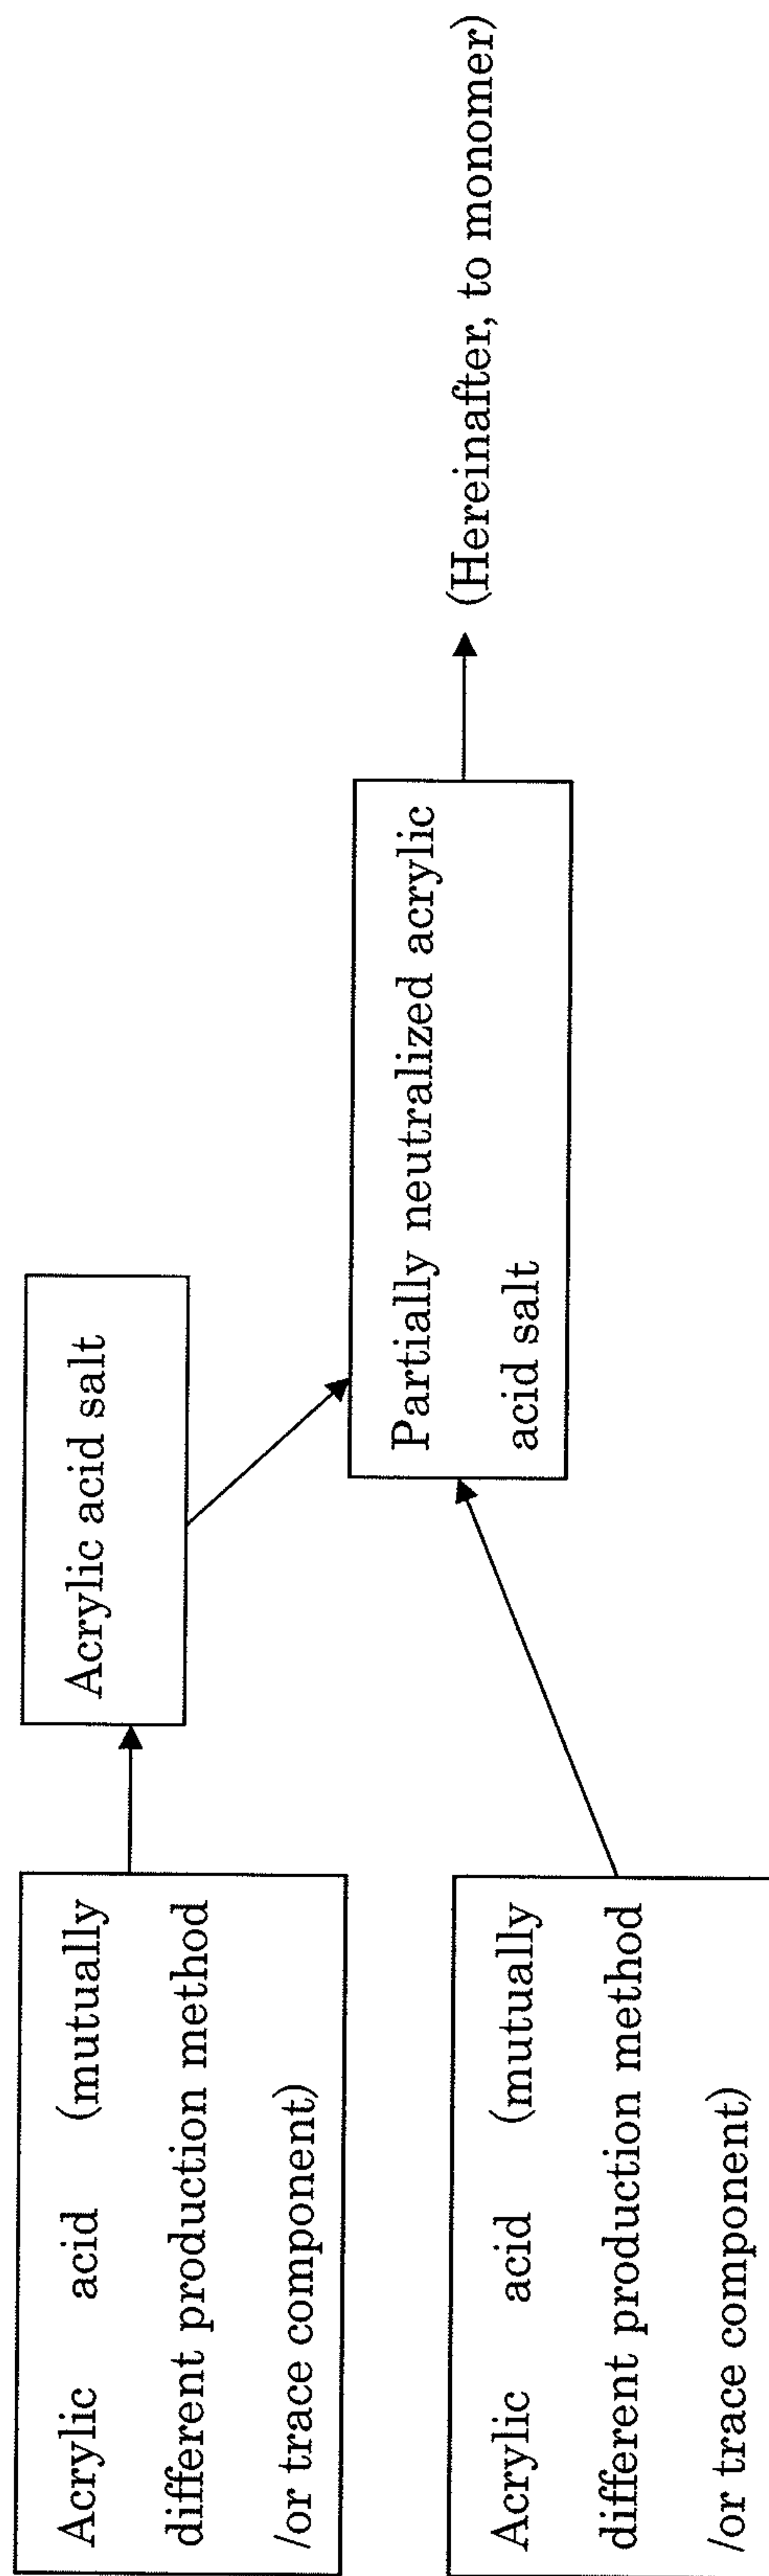 Acrylic acid (mutually
different production method
/or trace component)
Acrylic acid salt
Acrylic acid (mutually
different production method
/or trace component)
Partially neutralized acrylic
acid salt
(Hereinafter, to monomer)